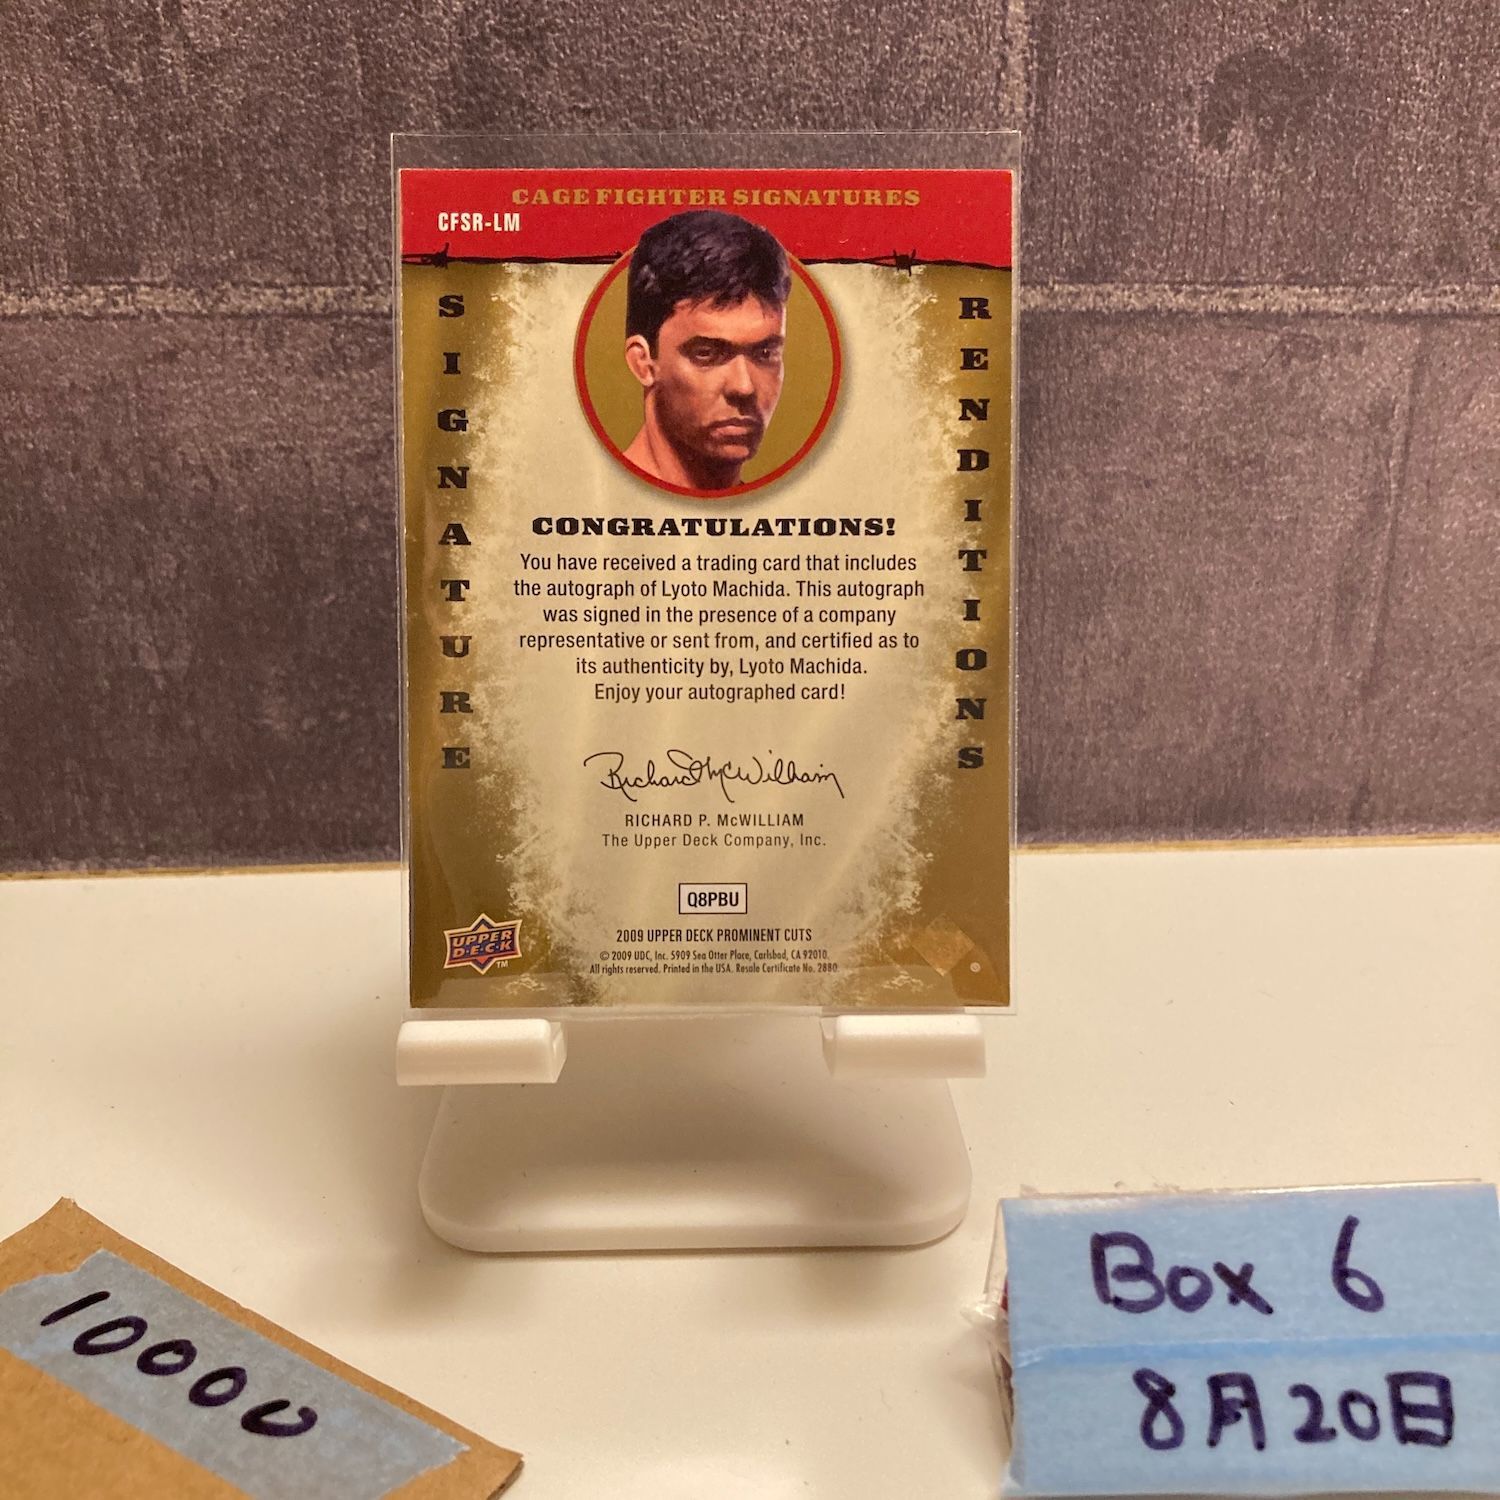 CAGE FIGHTER SIGNATURES
CFSR-LM
SIGNATURE
RENDITIONS
CONGRATULATIONS!
You have received a trading card that includes
the autograph of Lyoto Machida. This autograph
was signed in the presence of a company
representative or sent from, and certified as to
its authenticity by, Lyoto Machida.
Enjoy your autographed card!
Richard McWilliam
RICHARD P. McWILLIAM
The Upper Deck Company, Inc.
Q8PBU
UPPER
D·E·C·K
TM
2009 UPPER DECK PROMINENT CUTS
© 2009 UDC, Inc. 5909 Sea Otter Place, Carlsbad, CA 92010.
All rights reserved. Printed in the USA. Resale Certificate No. 2880
10000
Box 6
8月20日